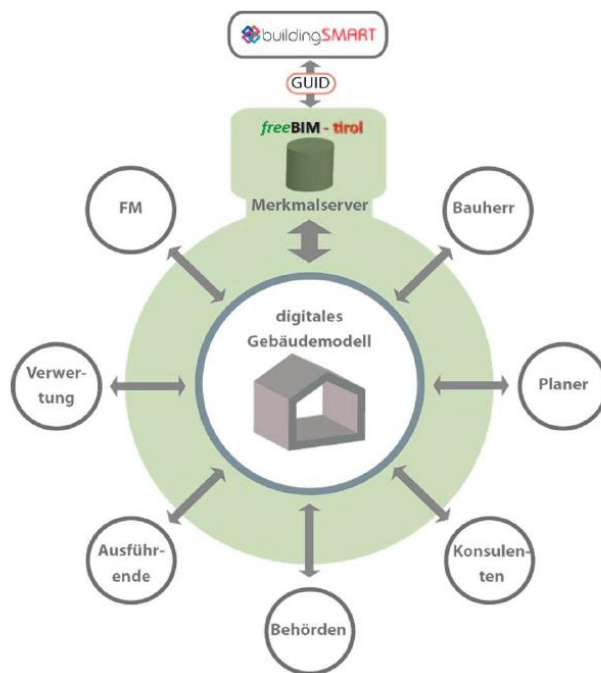 buildingSMART
GUID
freeBIM - tirol
Merkmalserver
FM
Bauherr
digitales
Gebäudemodell
Verwer-
tung
Planer
Ausführ-
ende
Konsulen-
ten
Behörden